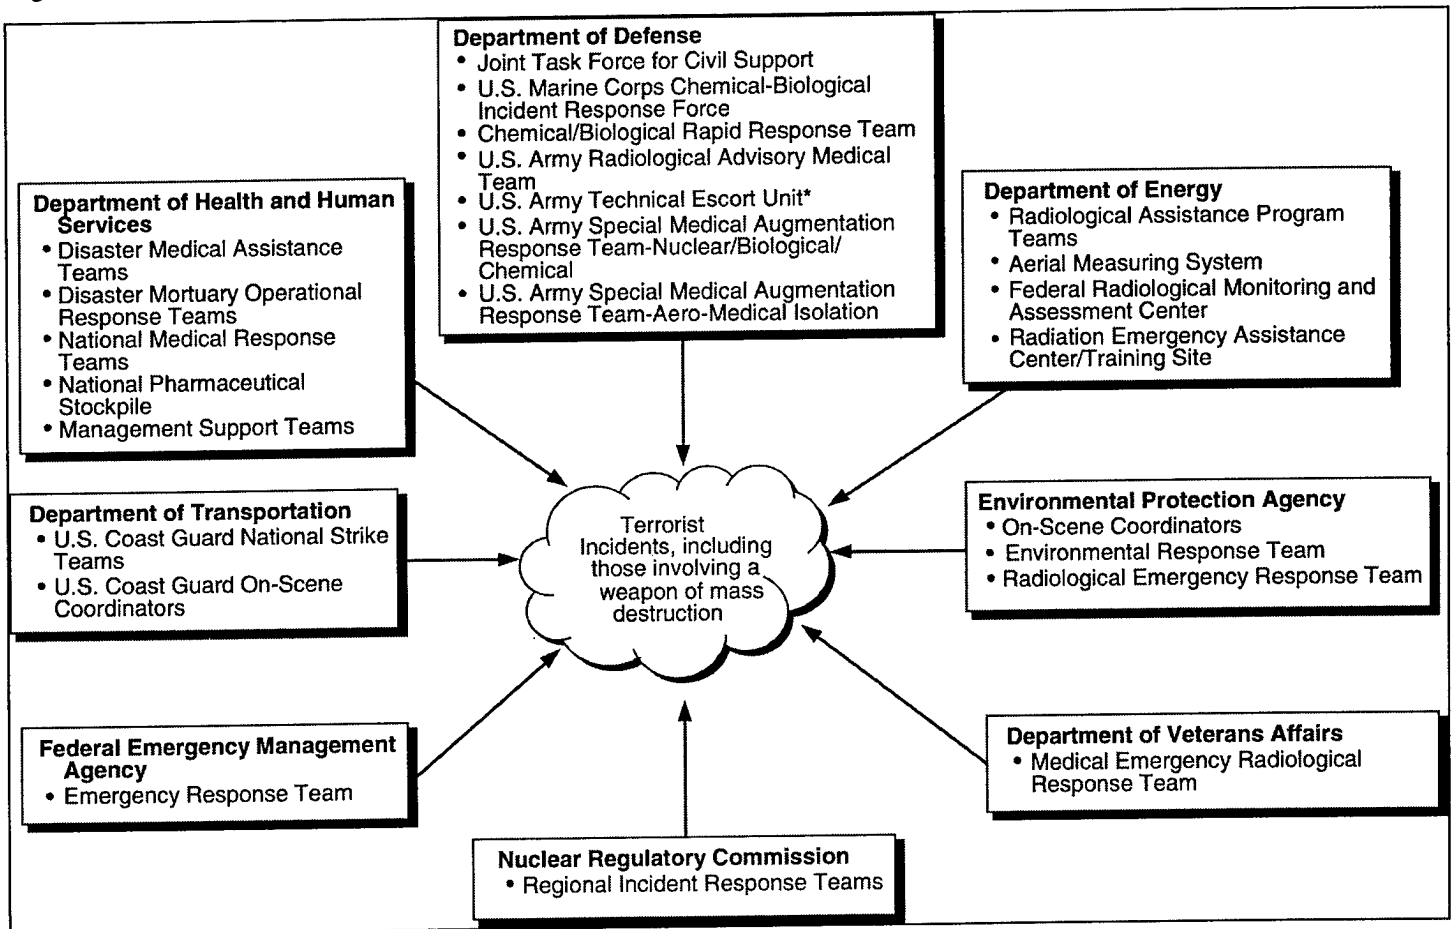 Department of Defense
• Joint Task Force for Civil Support
• U.S. Marine Corps Chemical-Biological
Incident Response Force
• Chemical/Biological Rapid Response Team
• U.S. Army Radiological Advisory Medical
Team
• U.S. Army Technical Escort Unit*
• U.S. Army Special Medical Augmentation
Response Team-Nuclear/Biological/
Chemical
• U.S. Army Special Medical Augmentation
Response Team-Aero-Medical Isolation
Department of Health and Human
Services
• Disaster Medical Assistance
Teams
• Disaster Mortuary Operational
Response Teams
• National Medical Response
Teams
• National Pharmaceutical
Stockpile
• Management Support Teams
Department of Energy
• Radiological Assistance Program
Teams
• Aerial Measuring System
• Federal Radiological Monitoring and
Assessment Center
• Radiation Emergency Assistance
Center/Training Site
Department of Transportation
• U.S. Coast Guard National Strike
Teams
• U.S. Coast Guard On-Scene
Coordinators
Terrorist
Incidents, including
those involving a
weapon of mass
destruction
Environmental Protection Agency
• On-Scene Coordinators
• Environmental Response Team
• Radiological Emergency Response Team
Federal Emergency Management
Agency
• Emergency Response Team
Department of Veterans Affairs
• Medical Emergency Radiological
Response Team
Nuclear Regulatory Commission
• Regional Incident Response Teams